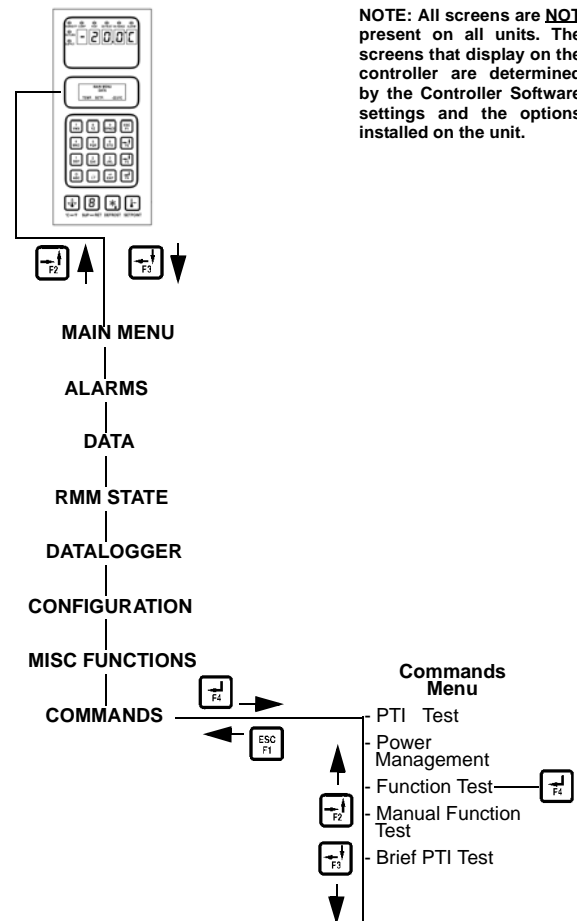 NOTE: All screens are NOT
present on all units. The
screens that display on the
controller are determined
by the Controller Software
settings and the options
installed on the unit.
- 20.0C
MAIN MENU
F2
F3
MAIN MENU
ALARMS
DATA
RMM STATE
DATALOGGER
CONFIGURATION
MISC FUNCTIONS
COMMANDS
F4
ESC
F1
Commands
Menu
- PTI Test
- Power
Management
- Function Test
F4
- Manual Function
Test
- Brief PTI Test
F2
F3